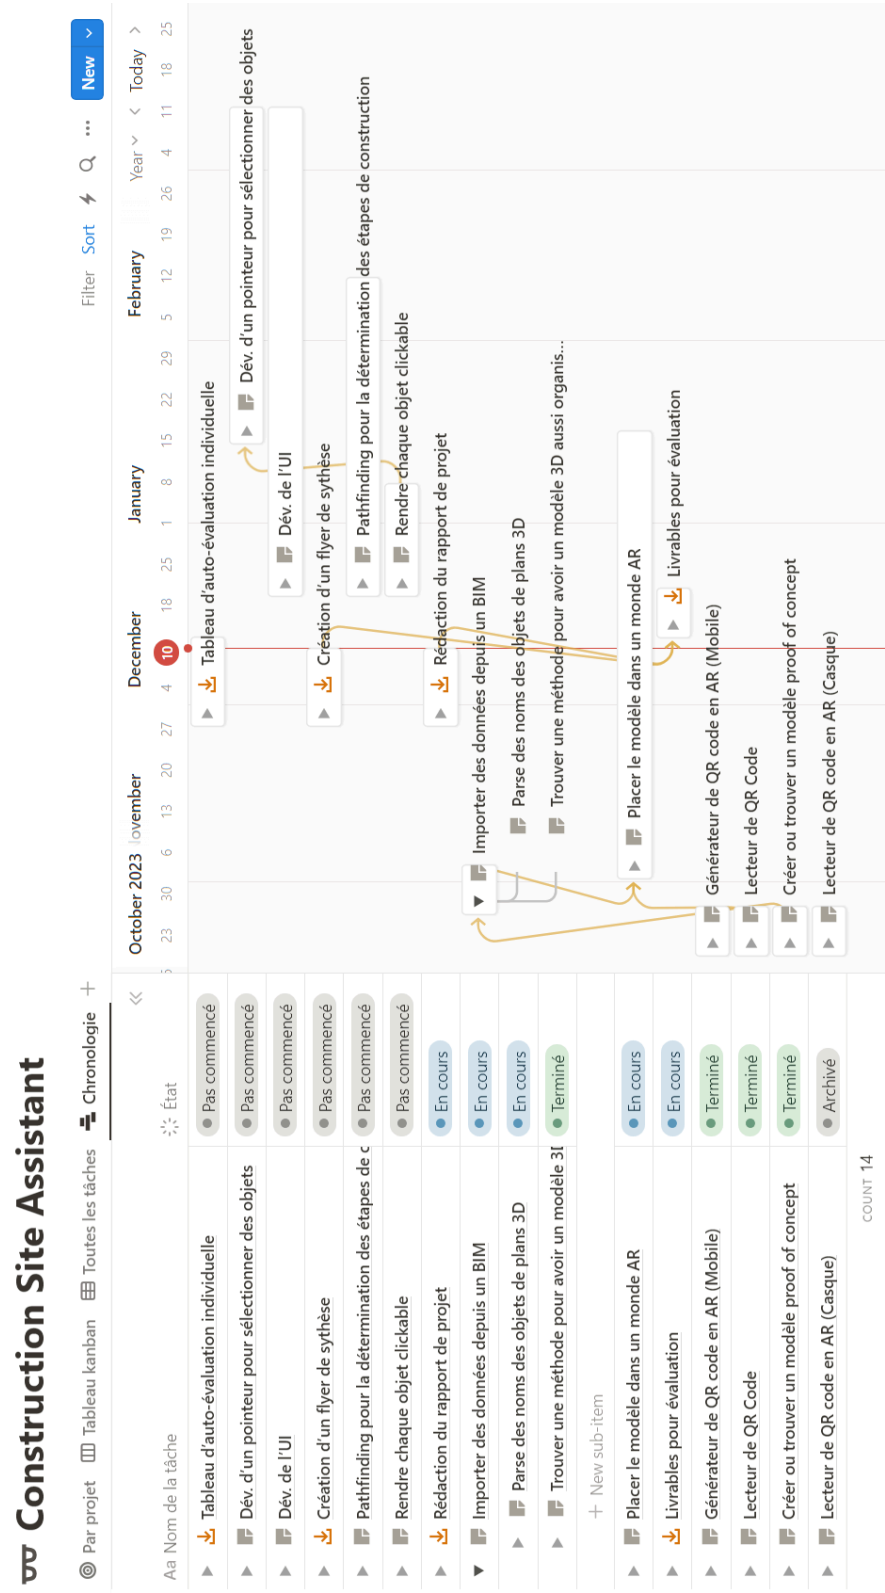 Construction Site Assistant
Par projet
Tableau kanban
Toutes les tâches
Chronologie
Filter
Sort
New
Aa Nom de la tâche
État
October 2023
November
December
January
February
Year
Today
23
30
6
13
20
27
4
10
18
25
1
8
15
22
29
5
12
19
26
4
11
18
25
Tableau d'auto-évaluation individuelle
Pas commencé
Tableau d'auto-évaluation individuelle
Dév. d'un pointeur pour sélectionner des objets
Pas commencé
Dév. d'un pointeur pour sélectionner des objets
Dév. de l'UI
Pas commencé
Dév. de l'UI
Création d'un flyer de sythèse
Pas commencé
Création d'un flyer de sythèse
Pathfinding pour la détermination des étapes de c
Pas commencé
Pathfinding pour la détermination des étapes de construction
Rendre chaque objet clickable
Pas commencé
Rendre chaque objet clickable
Rédaction du rapport de projet
En cours
Rédaction du rapport de projet
Importer des données depuis un BIM
En cours
Importer des données depuis un BIM
Parse des noms des objets de plans 3D
En cours
Parse des noms des objets de plans 3D
Trouver une méthode pour avoir un modèle 3D
Terminé
Trouver une méthode pour avoir un modèle 3D aussi organis...
New sub-item
Placer le modèle dans un monde AR
En cours
Placer le modèle dans un monde AR
Livrables pour évaluation
En cours
Livrables pour évaluation
Générateur de QR code en AR (Mobile)
Terminé
Générateur de QR code en AR (Mobile)
Lecteur de QR Code
Terminé
Lecteur de QR Code
Créer ou trouver un modèle proof of concept
Terminé
Créer ou trouver un modèle proof of concept
Lecteur de QR code en AR (Casque)
Archivé
Lecteur de QR code en AR (Casque)
COUNT 14